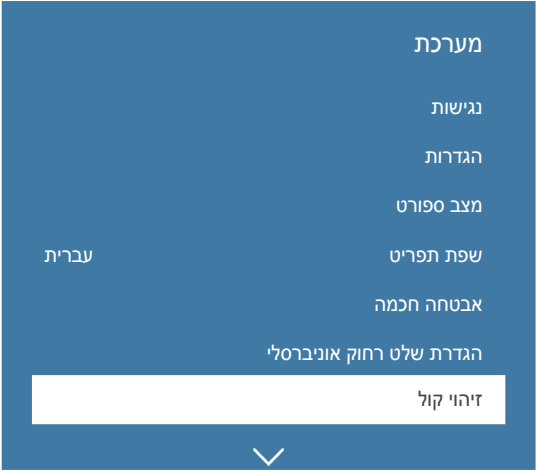 מערכת
נגישות
הגדרות
מצב ספורט
שפת תפריט עברית
אבטחה חכמה
הגדרת שלט רחוק אוניברסלי
זיהוי קול